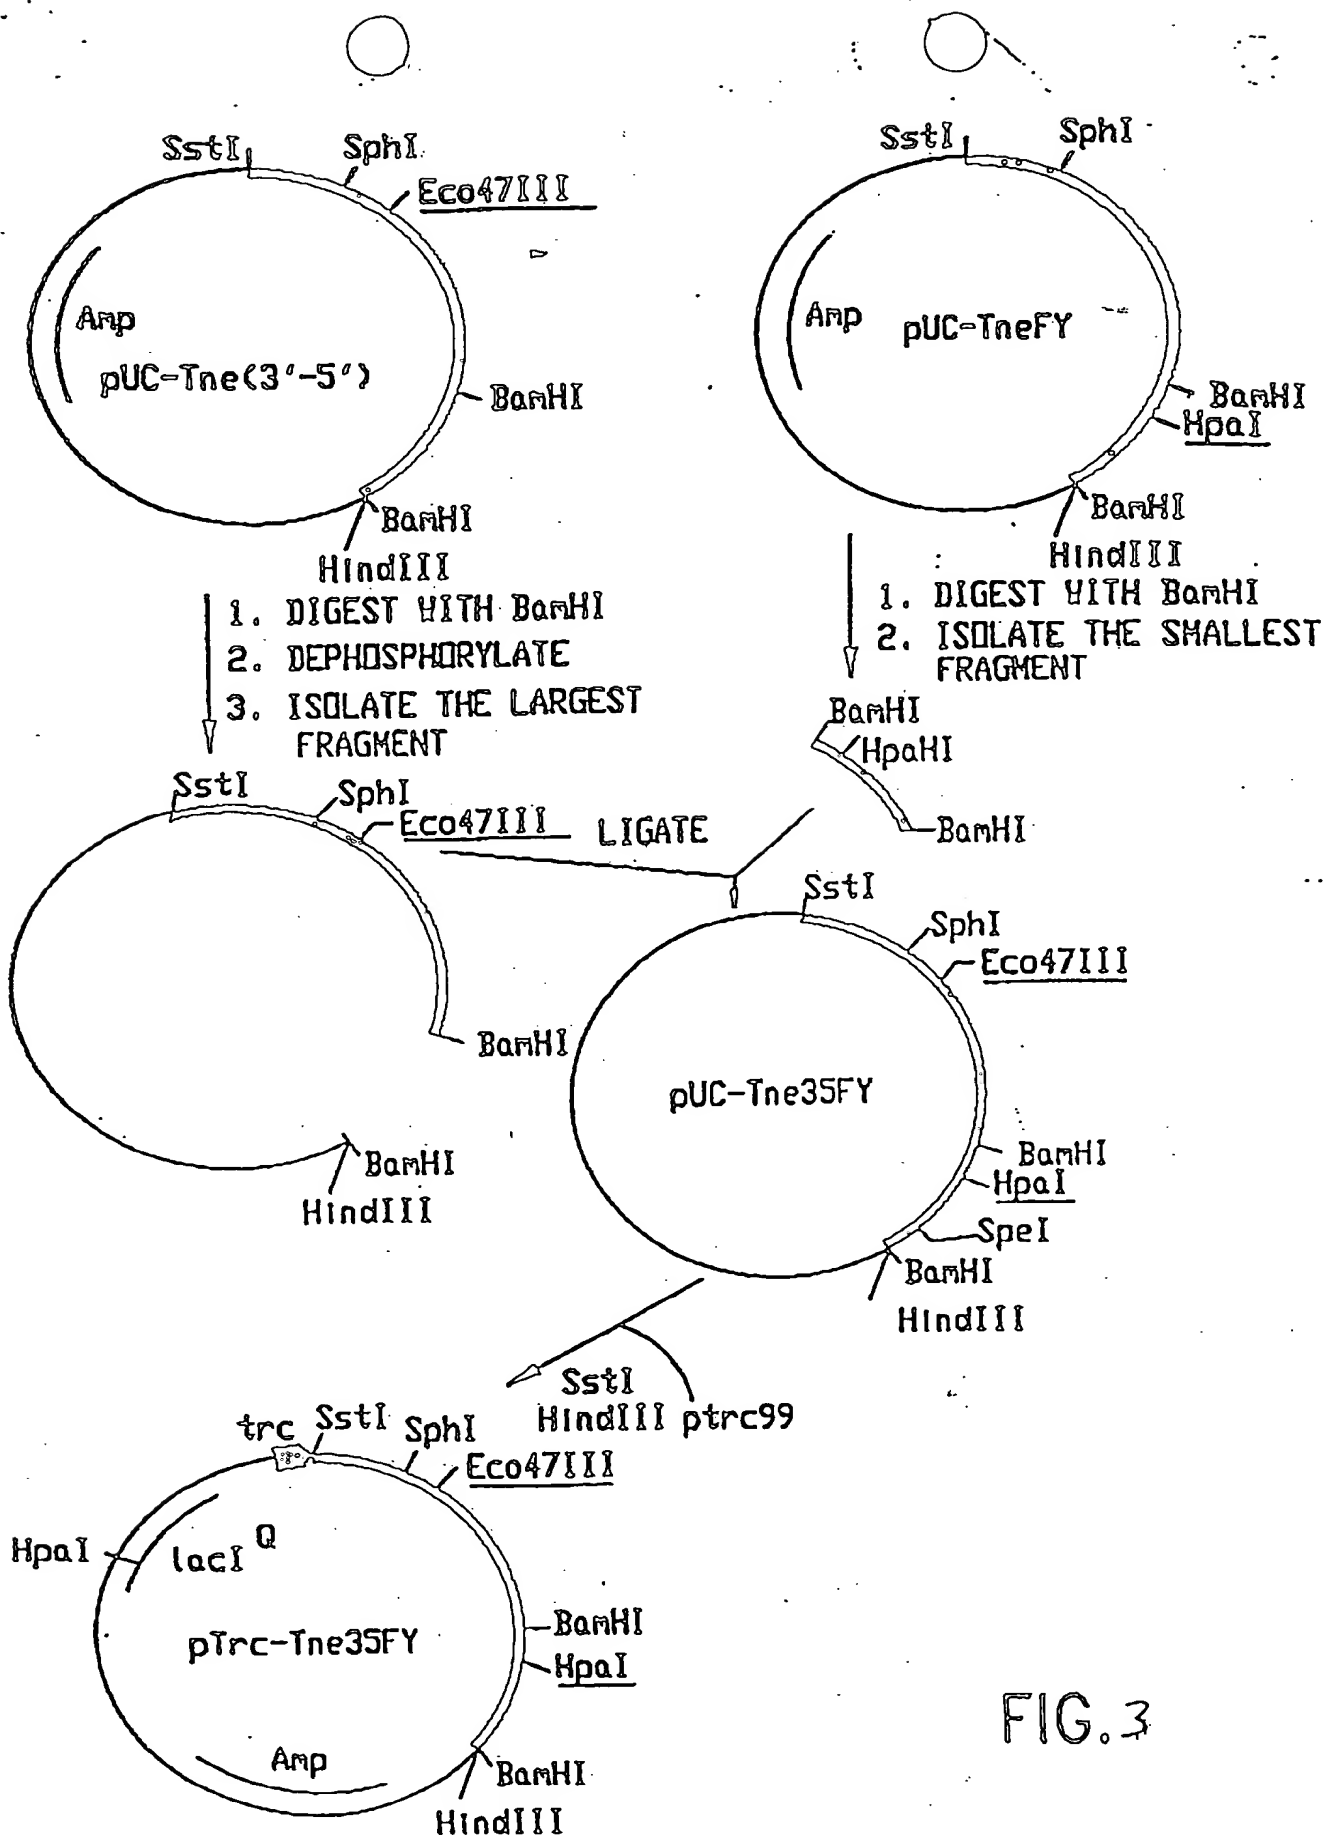 SstI
SphI
Eco47III
Amp
pUC-Tne(3'-5')
BamHI
BamHI
HindIII
SstI
SphI
Amp
pUC-TneFY
BamHI
HpaI
BamHI
HindIII
1. DIGEST WITH BamHI
2. DEPHOSPHORYLATE
3. ISOLATE THE LARGEST
FRAGMENT
1. DIGEST WITH BamHI
2. ISOLATE THE SMALLEST
FRAGMENT
BamHI
HpaHI
BamHI
SstI
SphI
Eco47III
LIGATE
BamHI
BamHI
HindIII
SstI
SphI
Eco47III
pUC-Tne35FY
BamHI
HpaI
SpeI
BamHI
HindIII
SstI
HindIII ptrc99
trc
SstI
SphI
Eco47III
HpaI
lacI Q
pTrc-Tne35FY
BamHI
HpaI
Amp
BamHI
HindIII
FIG.3